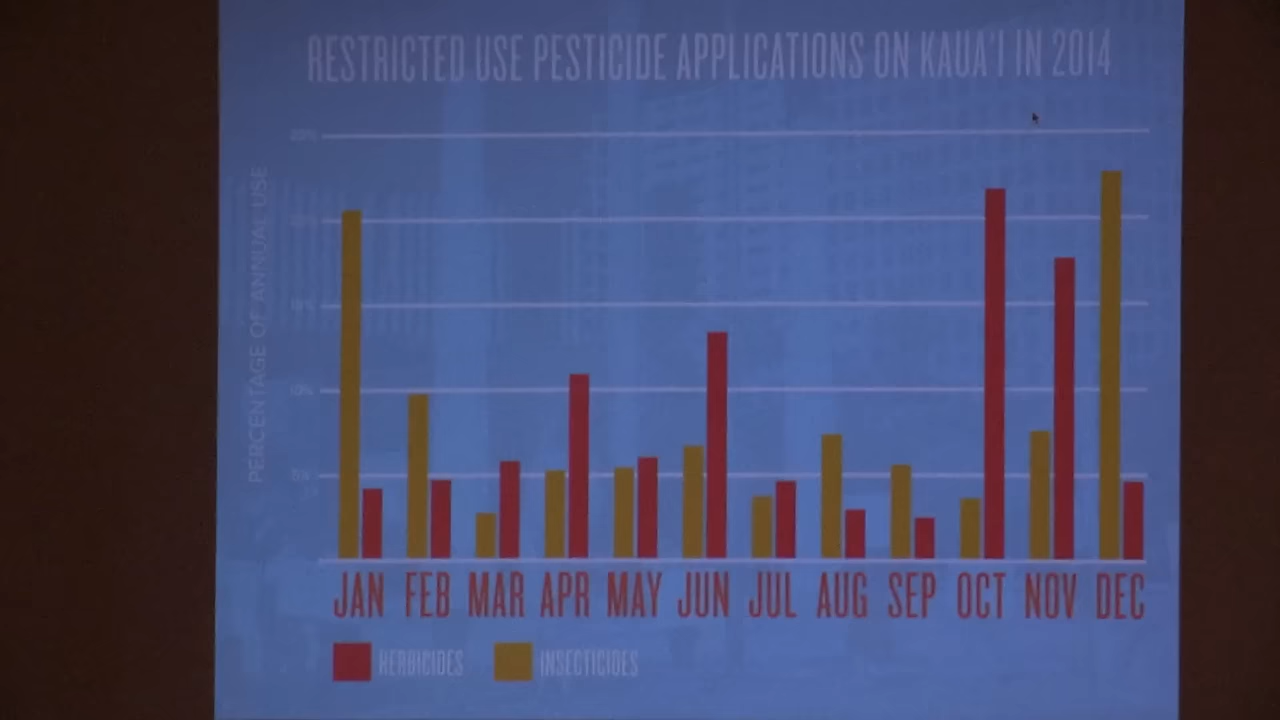 RESTRICTED USE PESTICIDE APPLICATIONS ON KAUA'I IN 2014
PERCENTAGE OF ANNUAL USE
5%
JAN FEB MAR APR MAY JUN JUL AUG SEP OCT NOV DEC
HERBICIDES INSECTICIDES